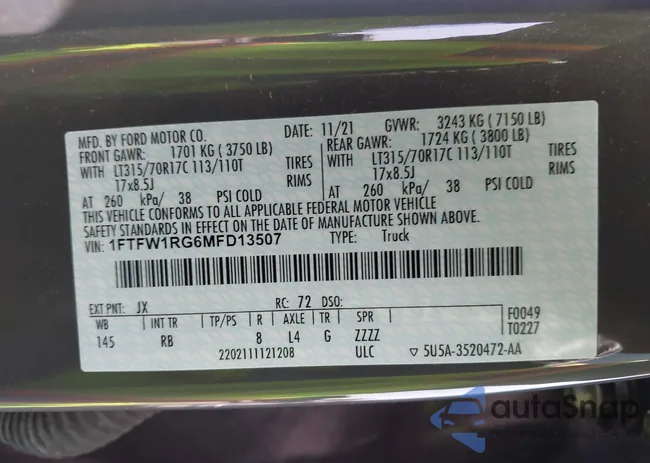 MFD. BY FORD MOTOR CO. DATE: 11/21 GVWR: 3243 KG ( 7150 LB)
FRONT GAWR: 1701 KG ( 3750 LB) REAR GAWR: 1724 KG ( 3800 LB)
WITH LT315/70R17C 113/110T TIRES WITH LT315/70R17C 113/110T TIRES
17x8.5J RIMS 17x8.5J RIMS
AT 260 kPa/ 38 PSI COLD AT 260 kPa/ 38 PSI COLD
THIS VEHICLE CONFORMS TO ALL APPLICABLE FEDERAL MOTOR VEHICLE
SAFETY STANDARDS IN EFFECT ON THE DATE OF MANUFACTURE SHOWN ABOVE.
VIN: 1FTFW1RG6MFD13507 TYPE: Truck
EXT PNT: JX RC: 72 DSO: F0049
WB INT TR TP/PS R AXLE TR SPR T0227
145 RB 8 L4 G ZZZZ
2202111121208 ULC 5U5A-3520472-AA
autoSnap